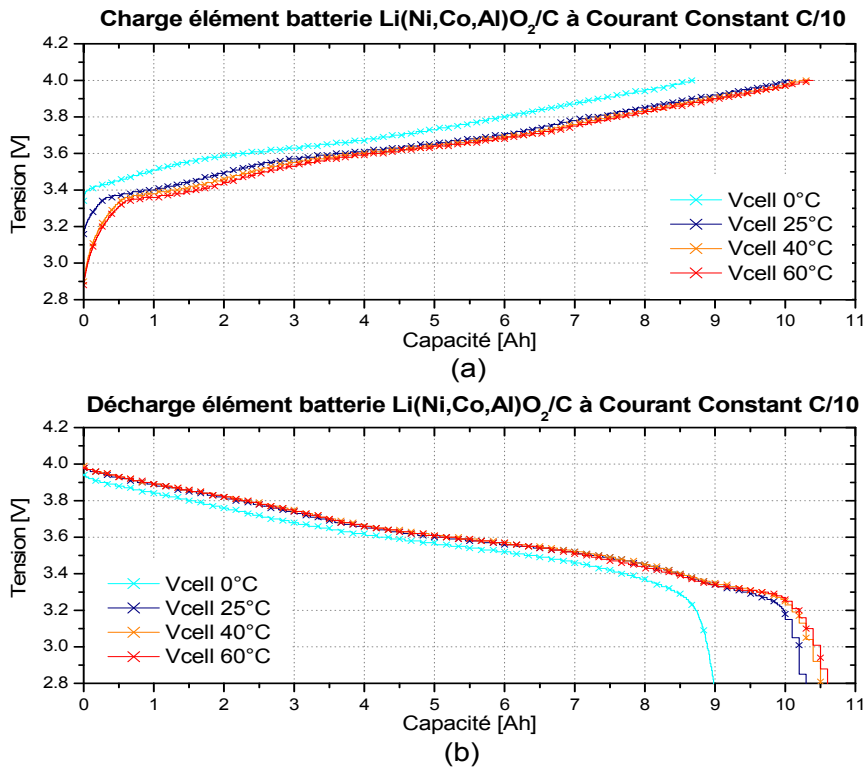 Charge élément batterie Li(Ni,Co,Al)O2/C à Courant Constant C/10
4.2
4.0
3.8
3.6
3.4
3.2
3.0
2.8
Tension [V]
Vcell 0°C
Vcell 25°C
Vcell 40°C
Vcell 60°C
0 1 2 3 4 5 6 7 8 9 10 11
Capacité [Ah]
(a)
Décharge élément batterie Li(Ni,Co,Al)O2/C à Courant Constant C/10
4.2
4.0
3.8
3.6
3.4
3.2
3.0
2.8
Tension [V]
Vcell 0°C
Vcell 25°C
Vcell 40°C
Vcell 60°C
0 1 2 3 4 5 6 7 8 9 10 11
Capacité [Ah]
(b)